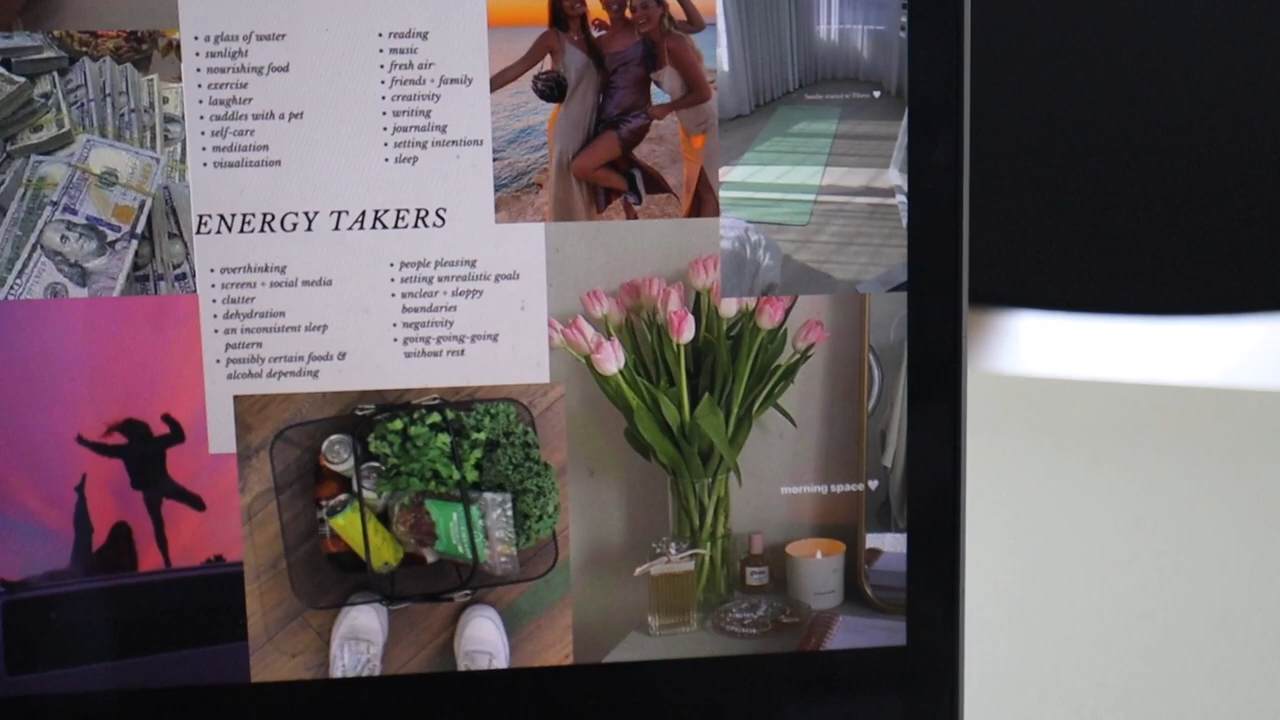 • a glass of water
• sunlight
• nourishing food
• exercise
• laughter
• cuddles with a pet
• self-care
• meditation
• visualization
• reading
• music
• fresh air
• friends + family
• creativity
• writing
• journaling
• setting intentions
• sleep
ENERGY TAKERS
• overthinking
• screens + social media
• clutter
• dehydration
• an inconsistent sleep
pattern
• possibly certain foods &
alcohol depending
• people pleasing
• setting unrealistic goals
• unclear + sloppy
boundaries
• negativity
• going-going-going
without rest
morning space